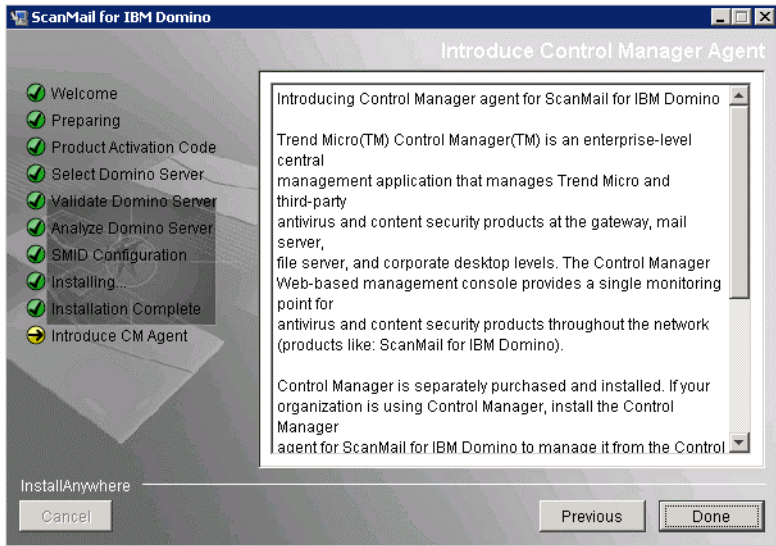 ScanMail for IBM Domino
Introduce Control Manager Agent
Welcome
Preparing
Product Activation Code
Select Domino Server
Validate Domino Server
Analyze Domino Server
SMID Configuration
Installing...
Installation Complete
Introduce CM Agent
Introducing Control Manager agent for ScanMail for IBM Domino
Trend Micro(TM) Control Manager(TM) is an enterprise-level
central
management application that manages Trend Micro and
third-party
antivirus and content security products at the gateway, mail
server,
file server, and corporate desktop levels. The Control Manager
Web-based management console provides a single monitoring
point for
antivirus and content security products throughout the network
(products like: ScanMail for IBM Domino).
Control Manager is separately purchased and installed. If your
organization is using Control Manager, install the Control
Manager
agent for ScanMail for IBM Domino to manage it from the Control
InstallAnywhere
Cancel
Previous
Done